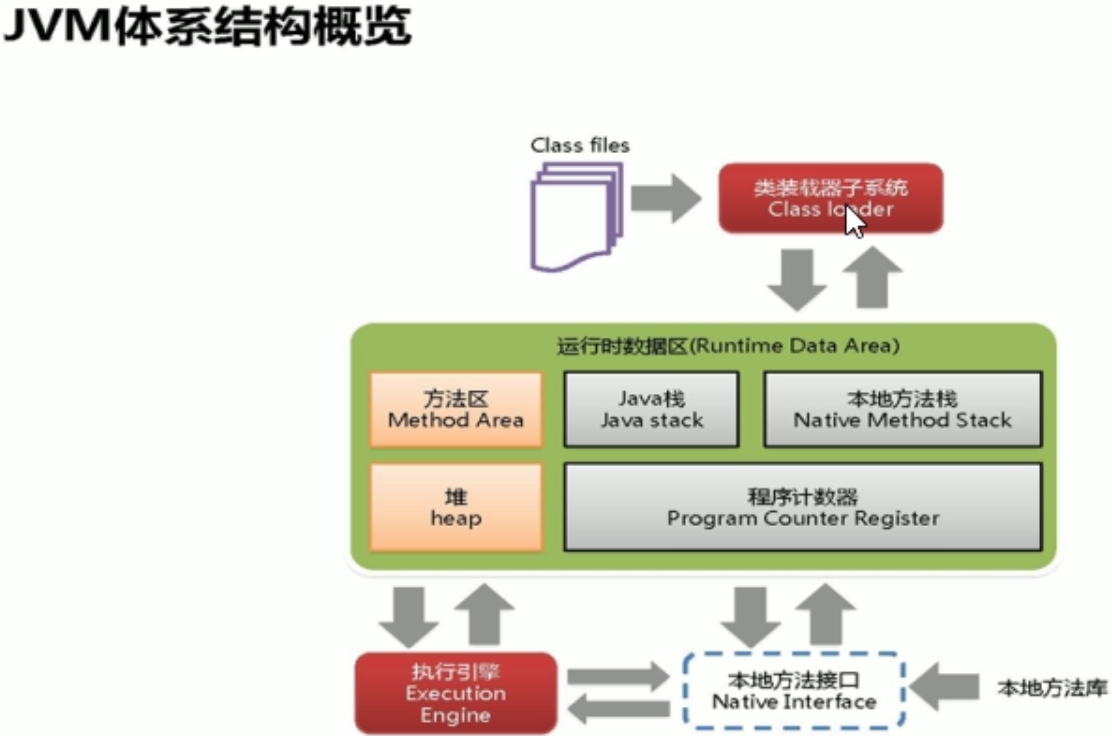 JVM体系结构概览
Class files
类装载器子系统
Class loader
运行时数据区(Runtime Data Area)
方法区
Method Area
Java栈
Java stack
本地方法栈
Native Method Stack
堆
heap
程序计数器
Program Counter Register
执行引擎
Execution
Engine
本地方法接口
Native Interface
本地方法库